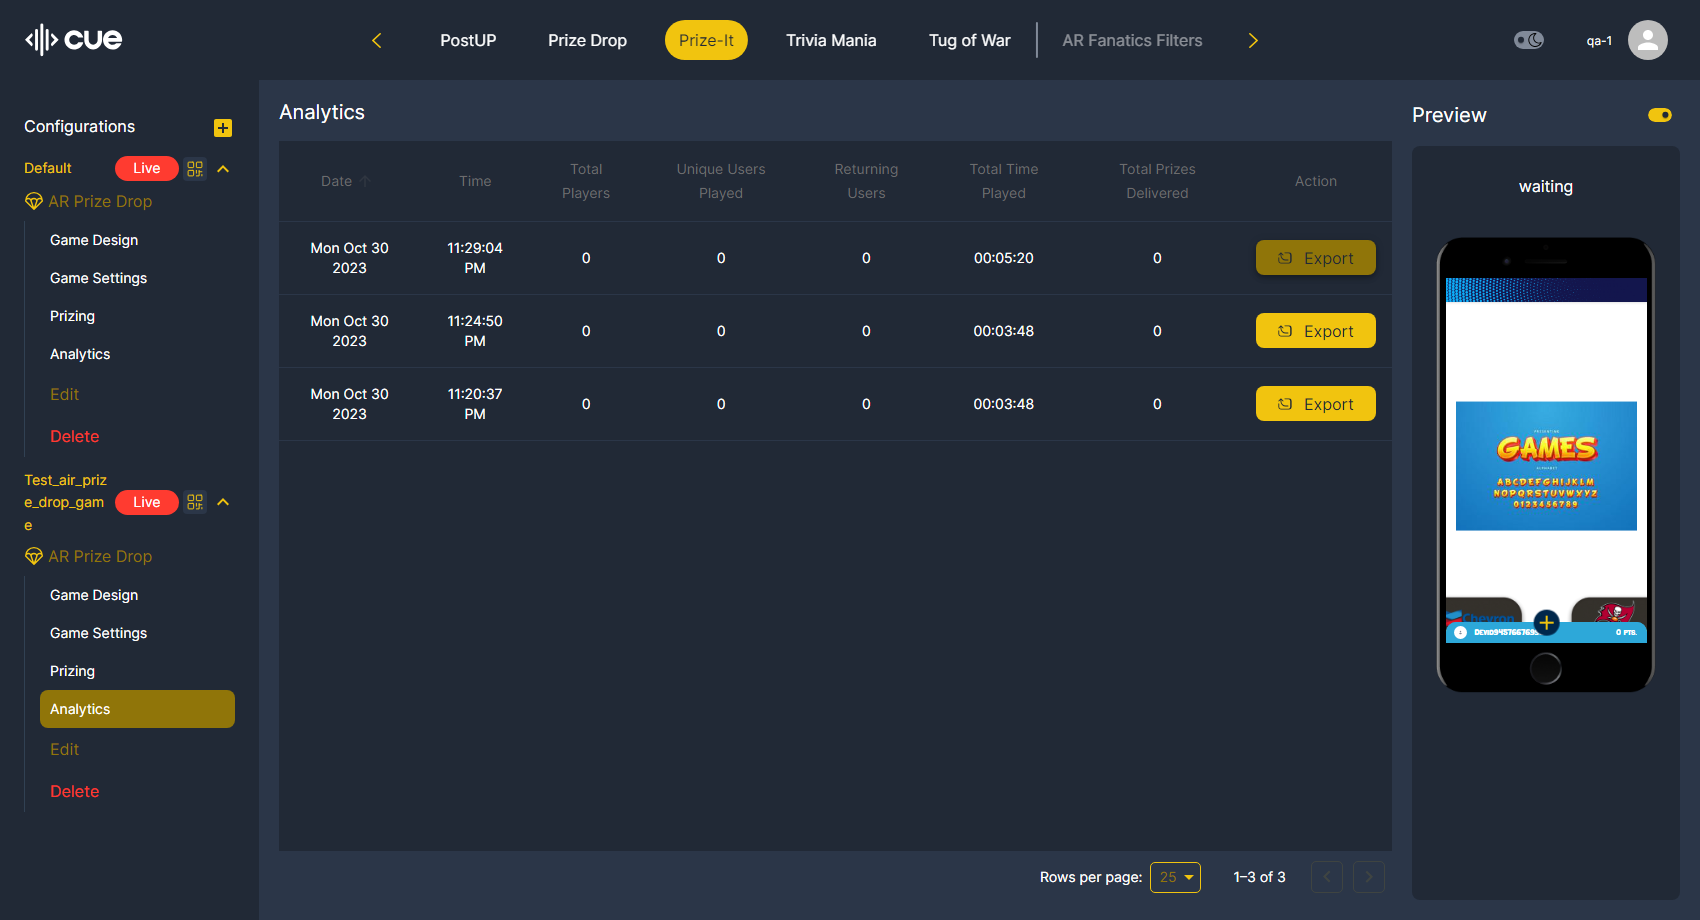 cue
PostUP
Prize Drop
Prize-It
Trivia Mania
Tug of War
AR Fanatics Filters
qa-1
Configurations
Default
Live
AR Prize Drop
Game Design
Game Settings
Prizing
Analytics
Edit
Delete
Test_air_priz
e_drop_gam
e
Live
AR Prize Drop
Game Design
Game Settings
Prizing
Analytics
Edit
Delete
Analytics
Date
Time
Total
Players
Unique Users
Played
Returning
Users
Total Time
Played
Total Prizes
Delivered
Action
Mon Oct 30
2023
11:29:04
PM
0
0
0
00:05:20
0
Export
Mon Oct 30
2023
11:24:50
PM
0
0
0
00:03:48
0
Export
Mon Oct 30
2023
11:20:37
PM
0
0
0
00:03:48
0
Export
Rows per page:
25
1–3 of 3
Preview
waiting
PRESENTING
GAMES
ALPHABET
ABCDEFGHIJKLM
NOPQRSTUVWXYZ
0123456789
Chevron
0 PTS.